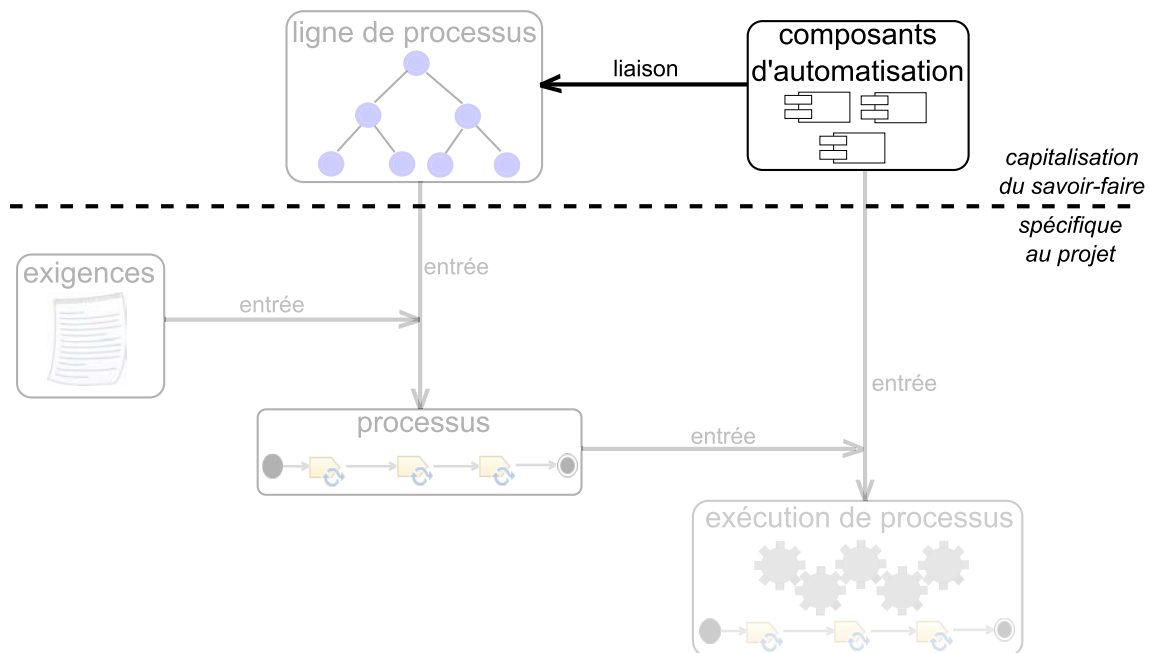 ligne de processus
composants
d'automatisation
liaison
capitalisation
du savoir-faire
spécifique
au projet
exigences
entrée
entrée
entrée
processus
entrée
exécution de processus